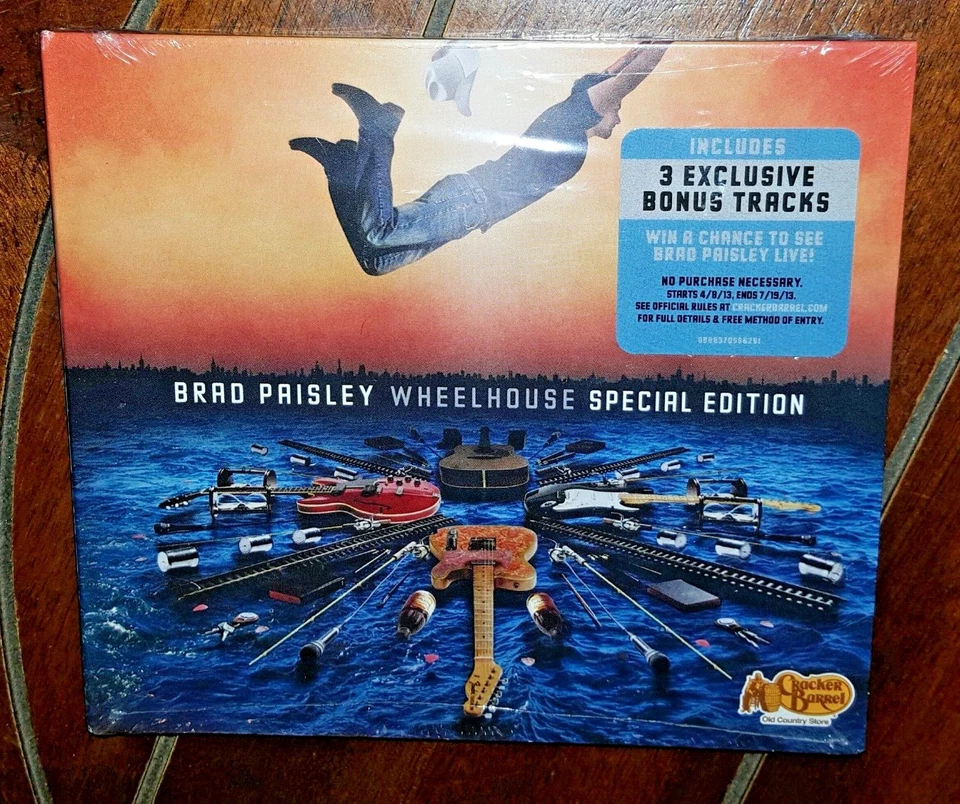 INCLUDES
3 EXCLUSIVE
BONUS TRACKS
WIN A CHANCE TO SEE
BRAD PAISLEY LIVE!
NO PURCHASE NECESSARY.
STARTS 4/8/13, ENDS 7/19/13.
SEE OFFICIAL RULES AT CRACKERBARREL.COM
FOR FULL DETAILS & FREE METHOD OF ENTRY.
BRAD PAISLEY WHEELHOUSE SPECIAL EDITION
Cracker
Barrel
Old Country Store